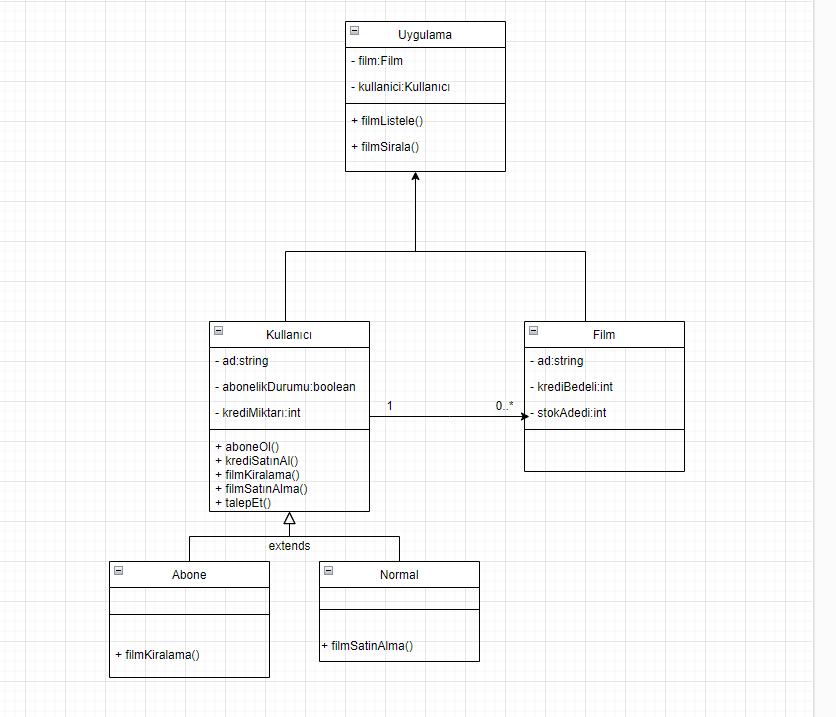 Uygulama
- film:Film
- kullanici:Kullanıcı
+ filmListele()
+ filmSirala()
Kullanıcı
- ad:string
- abonelikDurumu:boolean
- krediMiktarı:int
+ aboneOl()
+ krediSatınAl()
+ filmKiralama()
+ filmSatınAlma()
+ talepEt()
1
0..*
Film
- ad:string
- krediBedeli:int
- stokAdedi:int
extends
Abone
+ filmKiralama()
Normal
+ filmSatinAlma()